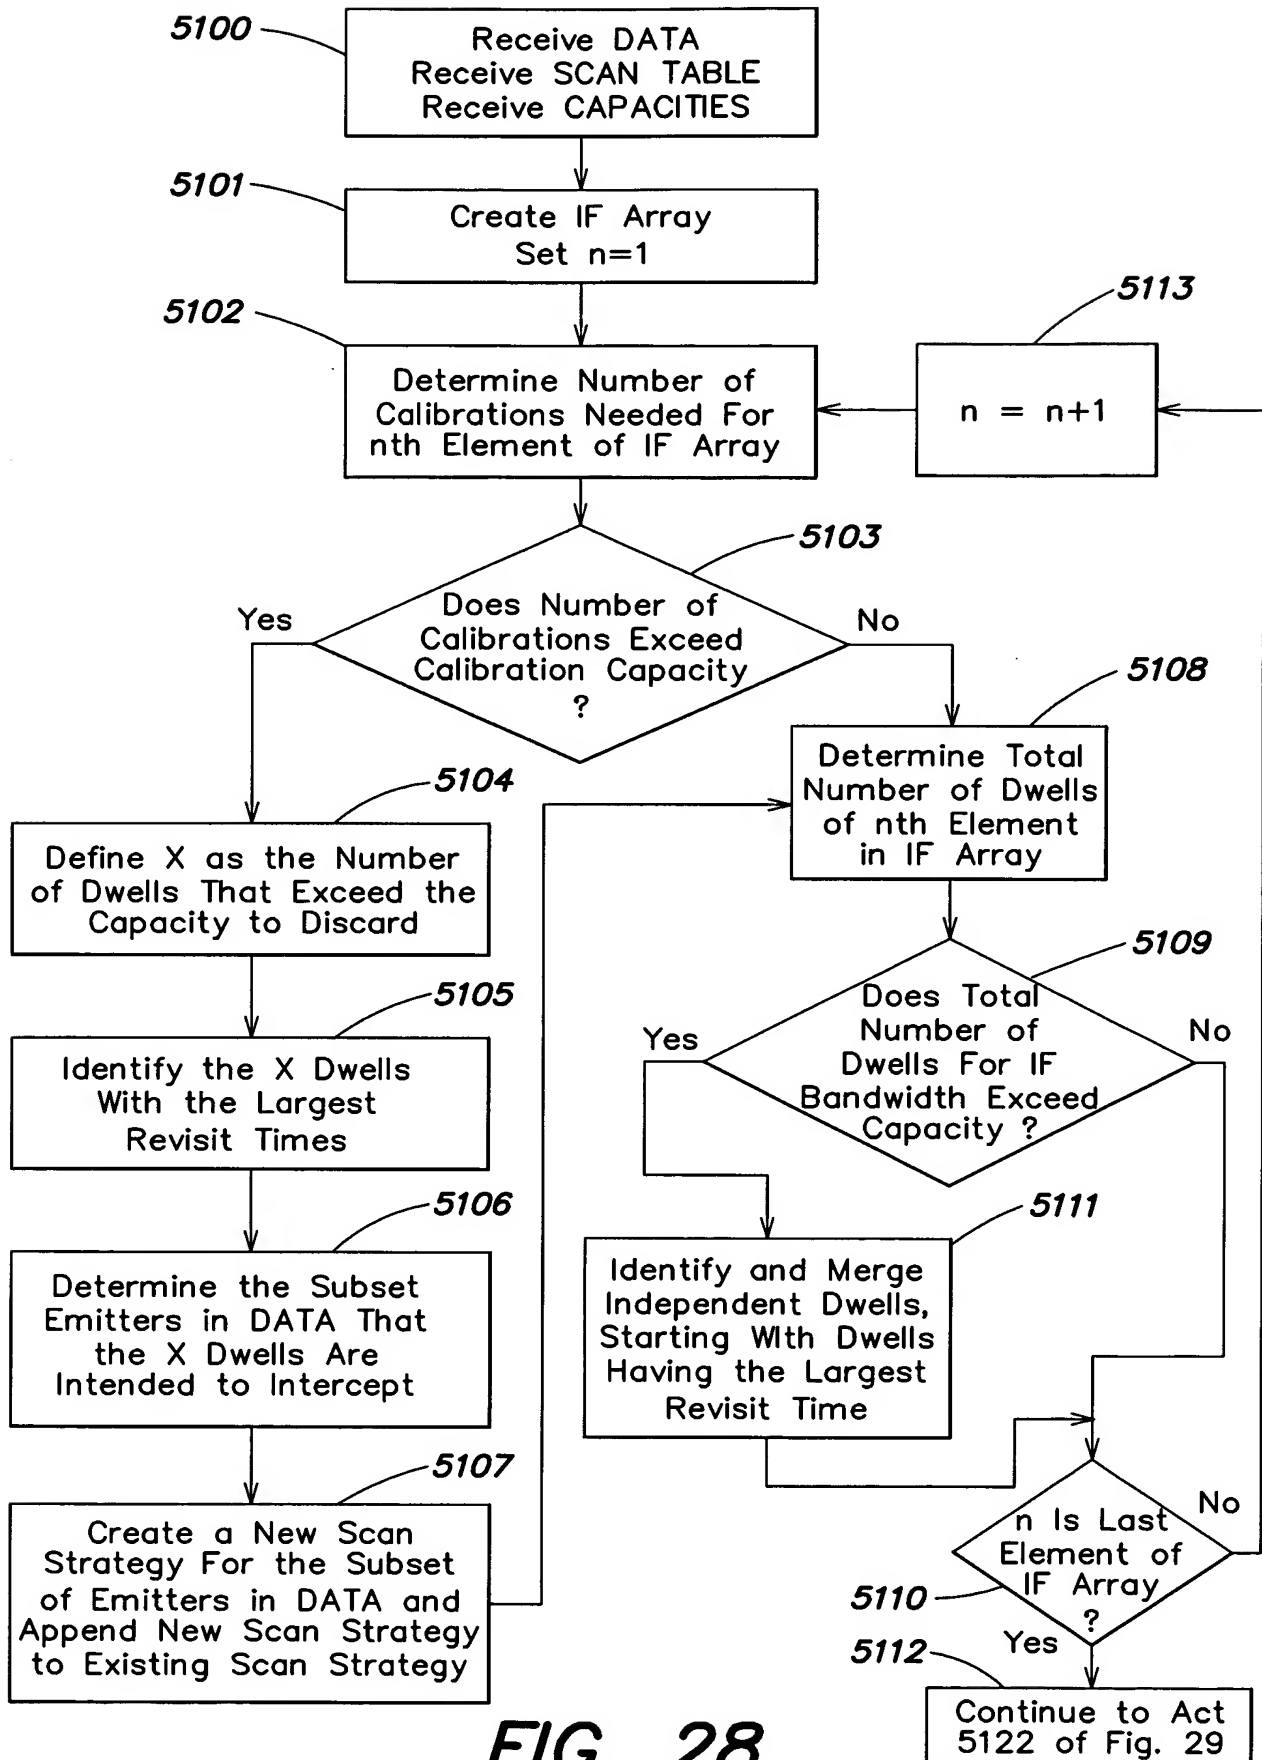 5100
Receive DATA
Receive SCAN TABLE
Receive CAPACITIES
5101
Create IF Array
Set n=1
5102
Determine Number of
Calibrations Needed For
nth Element of IF Array
5113
n = n+1
5103
Does Number of
Calibrations Exceed
Calibration Capacity
?
Yes
No
5104
Define X as the Number
of Dwells That Exceed the
Capacity to Discard
5105
Identify the X Dwells
With the Largest
Revisit Times
5106
Determine the Subset
Emitters in DATA That
the X Dwells Are
Intended to Intercept
5107
Create a New Scan
Strategy For the Subset
of Emitters in DATA and
Append New Scan Strategy
to Existing Scan Strategy
5108
Determine Total
Number of Dwells
of nth Element
in IF Array
5109
Does Total
Number of
Dwells For IF
Bandwidth Exceed
Capacity ?
Yes
No
5111
Identify and Merge
Independent Dwells,
Starting WIth Dwells
Having the Largest
Revisit Time
n Is Last
Element of
IF Array
?
No
5110
Yes
5112
Continue to Act
5122 of Fig. 29
FIG. 28